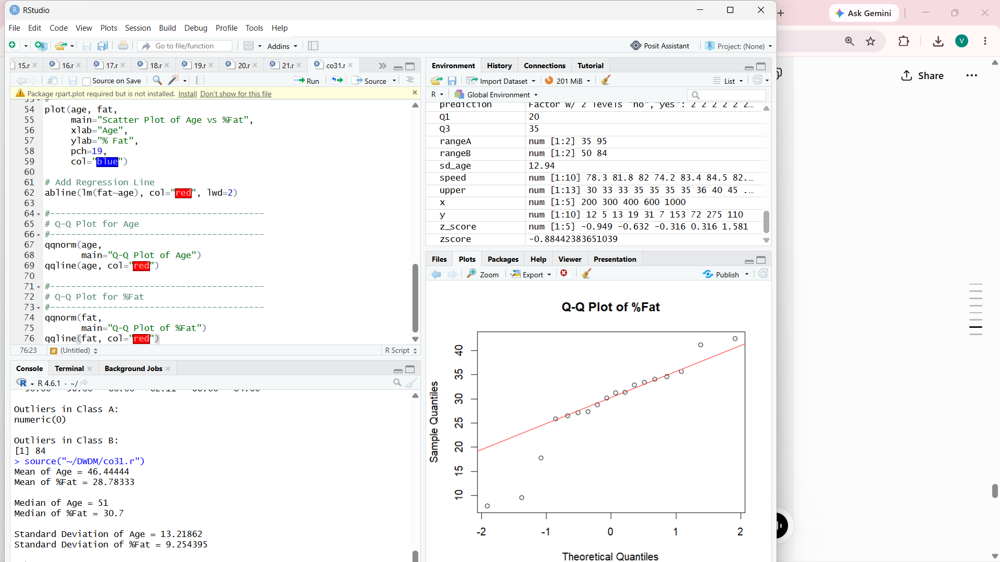 RStudio
File Edit Code View Plots Session Build Debug Profile Tools Help
Go to file/function
Addins
Posit Assistant
Project: (None)
15.r 16.r 17.r 18.r 19.r 20.r 21.r co31.r
Source on Save
Run
Source
Package rpart.plot required but is not installed. Install Don't show for this file
54 plot(age, fat,
55 main="Scatter Plot of Age vs %Fat",
56 xlab="Age",
57 ylab="% Fat",
58 pch=19,
59 col="blue")
60
61 # Add Regression Line
62 abline(lm(fat~age), col="red", lwd=2)
63
64 #-----------------------------------------
65 # Q-Q Plot for Age
66 #-----------------------------------------
67 qqnorm(age,
68 main="Q-Q Plot of Age")
69 qqline(age, col="red")
70
71 #-----------------------------------------
72 # Q-Q Plot for %Fat
73 #-----------------------------------------
74 qqnorm(fat,
75 main="Q-Q Plot of %Fat")
76 qqline(fat, col="red")
76:23 # (Untitled) R Script
Console Terminal Background Jobs
R 4.6.1 · ~/
Outliers in Class A:
numeric(0)
Outliers in Class B:
[1] 84
> source("~/DWDM/co31.r")
Mean of Age = 46.44444
Mean of %Fat = 28.78333
Median of Age = 51
Median of %Fat = 30.7
Standard Deviation of Age = 13.21862
Standard Deviation of %Fat = 9.254395
Environment History Connections Tutorial
Import Dataset 201 MiB List
R Global Environment
prediction Factor w/ 2 levels "no","yes": 2 2 2 2 2 2…
Q1 20
Q3 35
rangeA num [1:2] 35 95
rangeB num [1:2] 50 84
sd_age 12.94
speed num [1:10] 78.3 81.8 82 74.2 83.4 84.5 82.…
upper num [1:13] 30 33 33 35 35 35 35 36 40 45 .…
x num [1:5] 200 300 400 600 1000
y num [1:10] 12 5 13 19 31 7 153 72 275 110
z_score num [1:5] -0.949 -0.632 -0.316 0.316 1.581
zscore -0.88442383651039
Files Plots Packages Help Viewer Presentation
Zoom Export Publish
Q-Q Plot of %Fat
Sample Quantiles
40
35
30
25
20
15
10
-2 -1 0 1 2
Theoretical Quantiles
Ask Gemini
V
Share